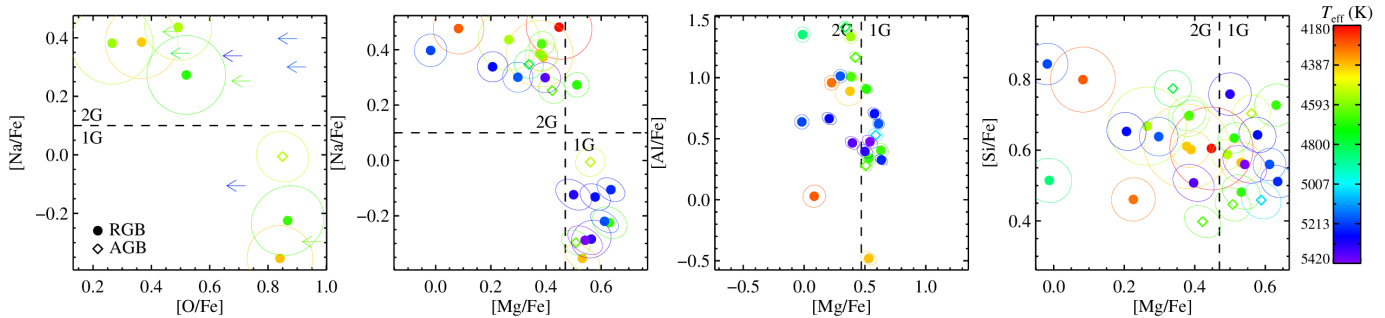 [Na/Fe]
0.4
0.2
0.0
−0.2
2G
1G
RGB
AGB
0.2 0.4 0.6 0.8 1.0
[O/Fe]
[Na/Fe]
0.4
0.2
0.0
−0.2
2G
1G
0.0 0.2 0.4 0.6
[Mg/Fe]
[Al/Fe]
1.5
1.0
0.5
0.0
−0.5
2G 1G
−0.5 0.0 0.5 1.0
[Mg/Fe]
[Si/Fe]
0.8
0.6
0.4
2G 1G
0.0 0.2 0.4 0.6
[Mg/Fe]
Teff (K)
4180
4387
4593
4800
5007
5213
5420